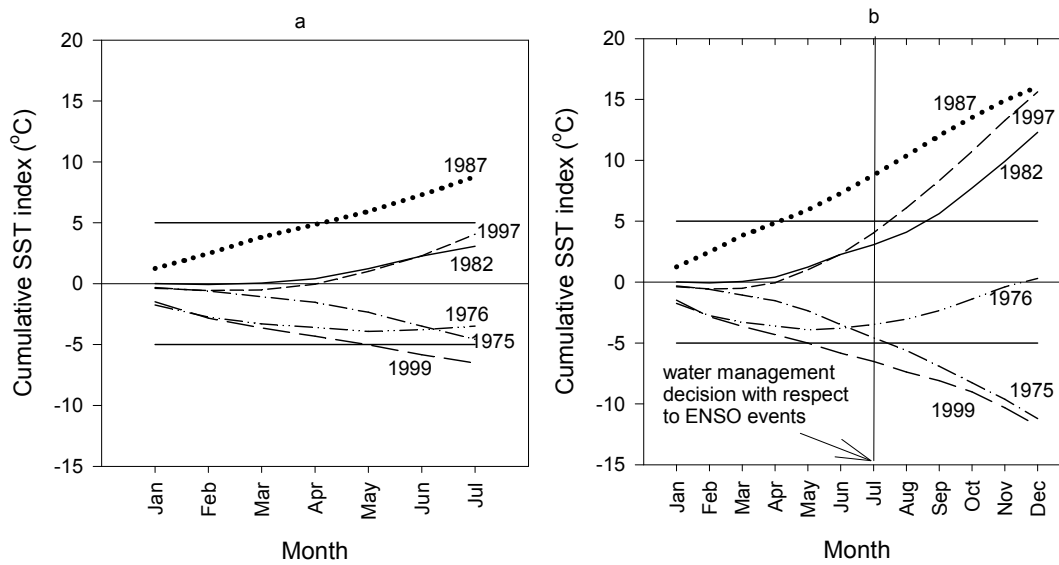 a
Cumulative SST index (°C)
20
15
10
5
0
-5
-10
-15
1987
1997
1982
1976
1975
1999
Jan
Feb
Mar
Apr
May
Jun
Jul
Month
b
Cumulative SST index (°C)
20
15
10
5
0
-5
-10
-15
1987
1997
1982
1976
1975
1999
water management
decision with respect
to ENSO events
Jan
Feb
Mar
Apr
May
Jun
Jul
Aug
Sep
Oct
Nov
Dec
Month